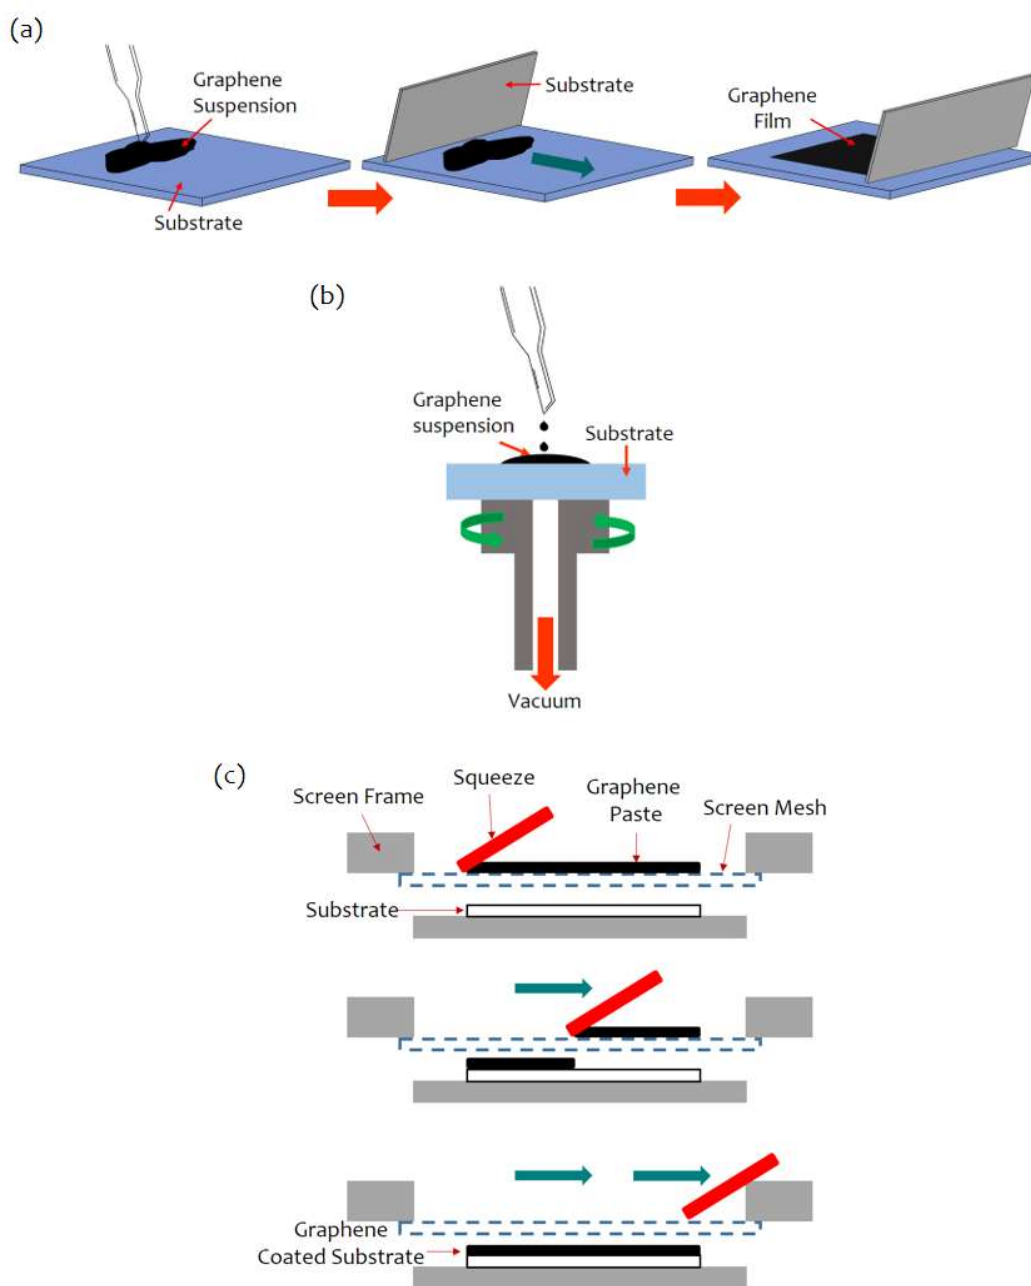 (a)
Graphene
Suspension
Substrate
Substrate
Graphene
Film
(b)
Graphene
suspension
Substrate
Vacuum
(c)
Screen Frame
Squeeze
Graphene
Paste
Screen Mesh
Substrate
Graphene
Coated Substrate